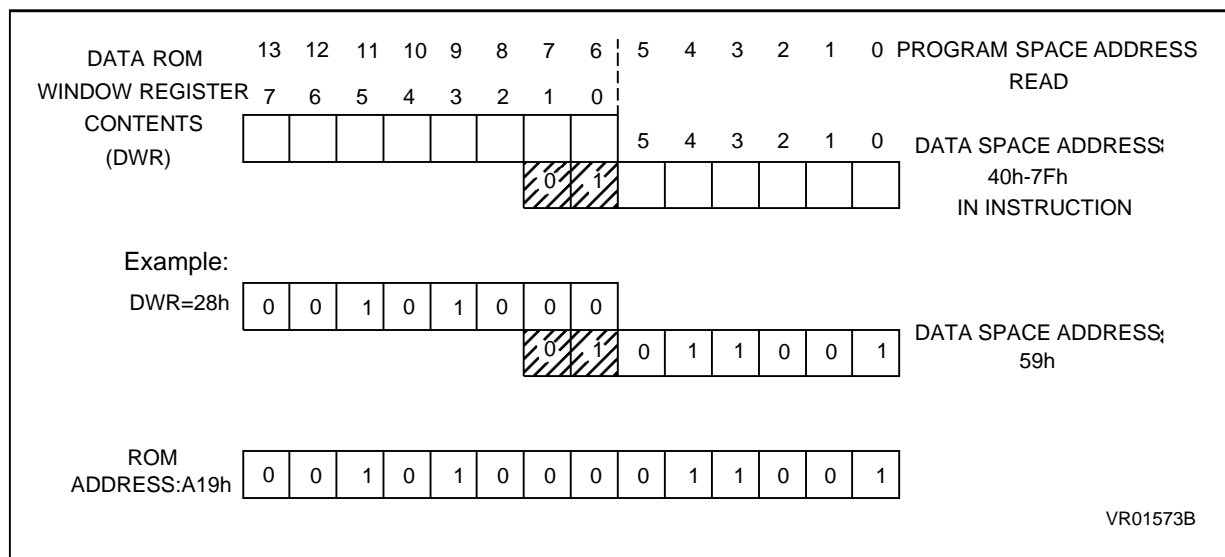 DATA ROM 13 12 11 10 9 8 7 6 5 4 3 2 1 0 PROGRAM SPACE ADDRESS
READ
WINDOW REGISTER 7 6 5 4 3 2 1 0
CONTENTS
(DWR)
5 4 3 2 1 0 DATA SPACE ADDRESS:
0 1 40h-7Fh
IN INSTRUCTION
Example:
DWR=28h 0 0 1 0 1 0 0 0
0 1 0 1 1 0 0 1 DATA SPACE ADDRESS:
59h
ROM
ADDRESS:A19h 0 0 1 0 1 0 0 0 0 1 1 0 0 1
VR01573B